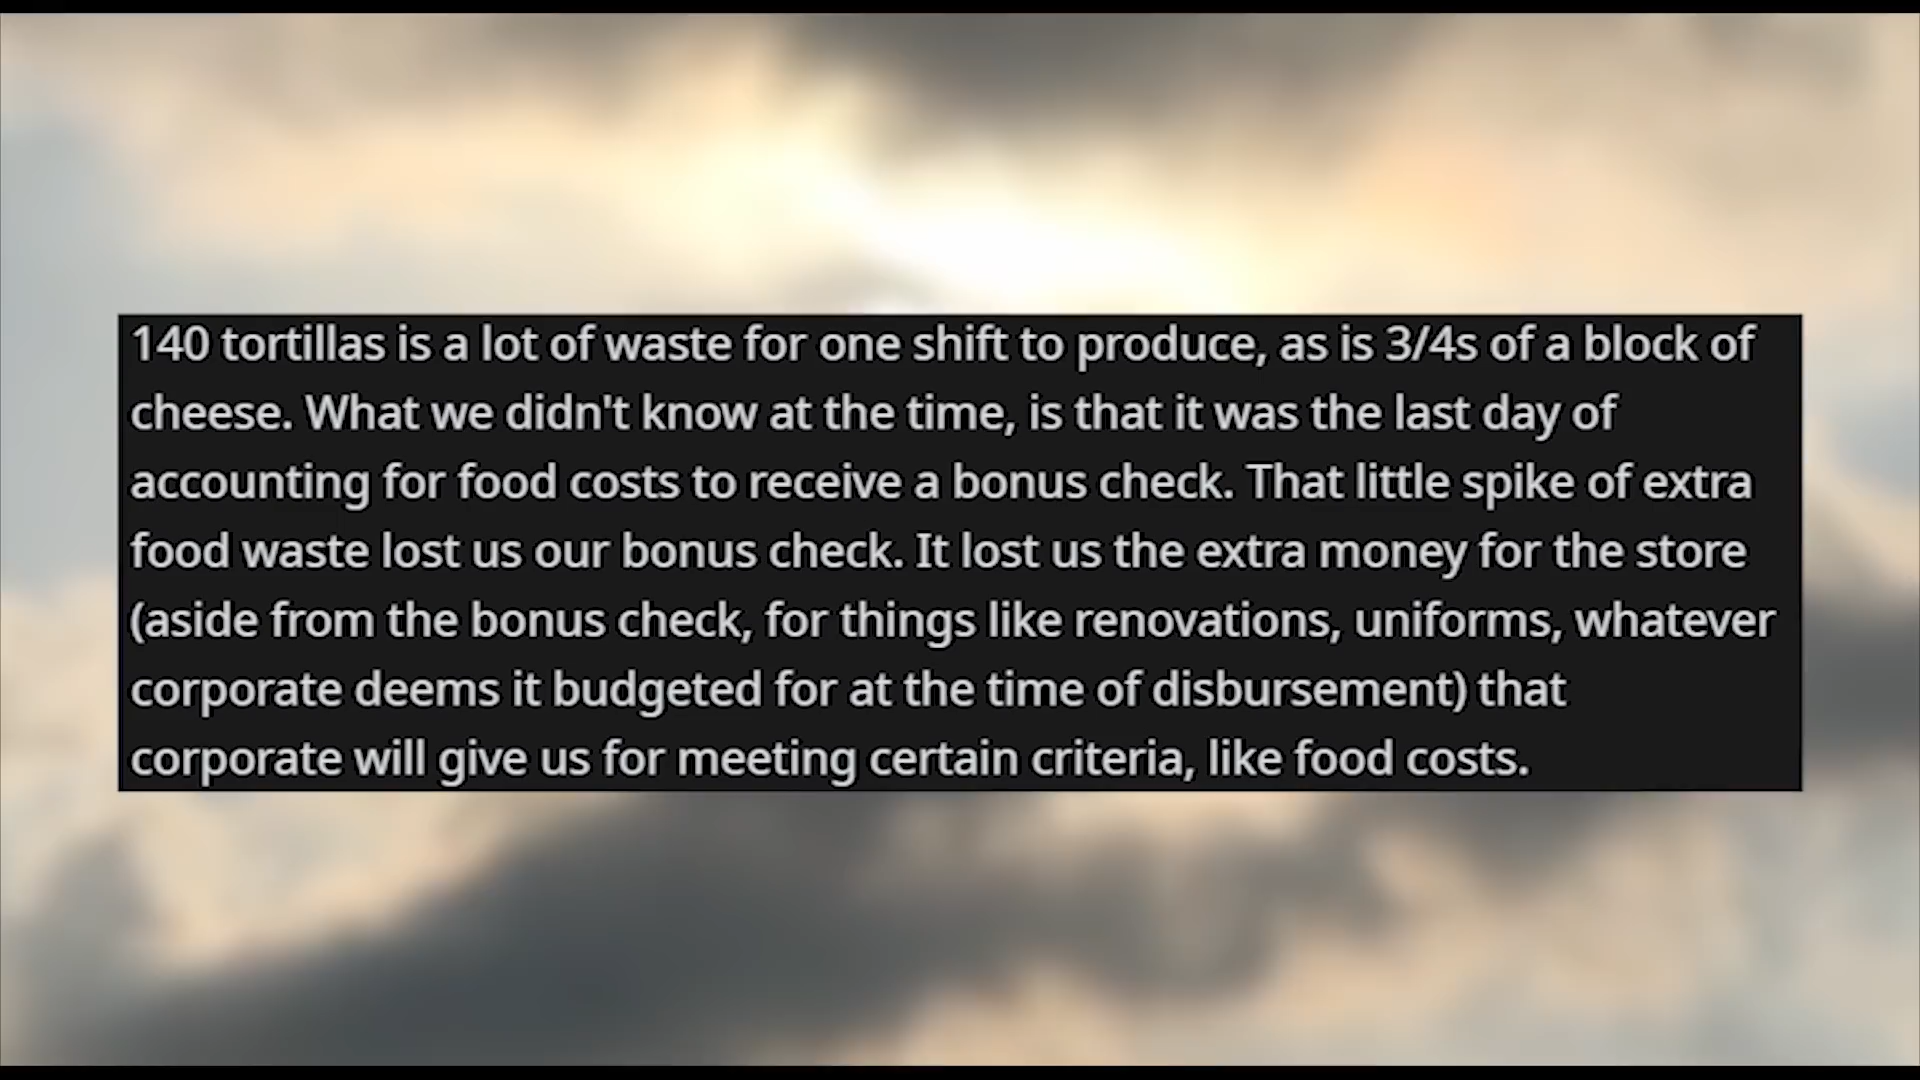 140 tortillas is a lot of waste for one shift to produce, as is 3/4s of a block of
cheese. What we didn't know at the time, is that it was the last day of
accounting for food costs to receive a bonus check. That little spike of extra
food waste lost us our bonus check. It lost us the extra money for the store
(aside from the bonus check, for things like renovations, uniforms, whatever
corporate deems it budgeted for at the time of disbursement) that
corporate will give us for meeting certain criteria, like food costs.